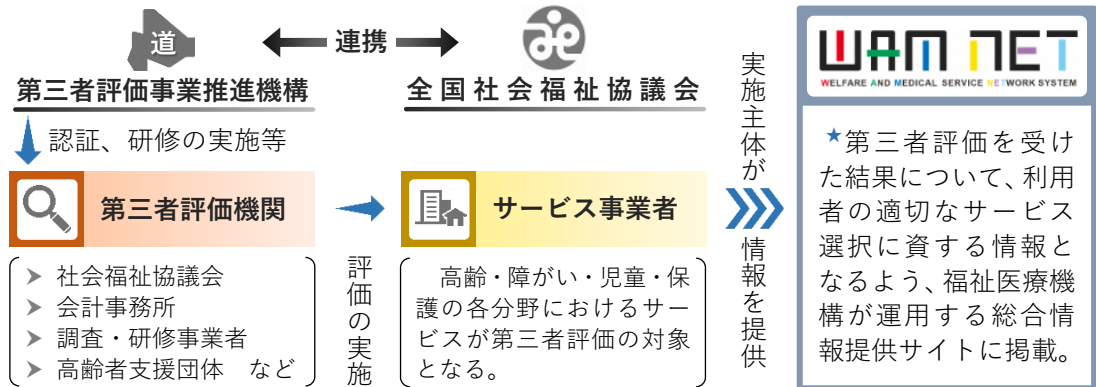 道
連携
第三者評価事業推進機構
全国社会福祉協議会
認証、研修の実施等
第三者評価機関
社会福祉協議会
会計事務所
調査・研修事業者
高齢者支援団体　など
評価の実施
サービス事業者
高齢・障がい・児童・保
護の各分野におけるサー
ビスが第三者評価の対象
となる。
実施主体が
情報を提供
WAM NET
WELFARE AND MEDICAL SERVICE NETWORK SYSTEM
★第三者評価を受け
た結果について、利用
者の適切なサービス
選択に資する情報と
なるよう、福祉医療機
構が運用する総合情
報提供サイトに掲載。